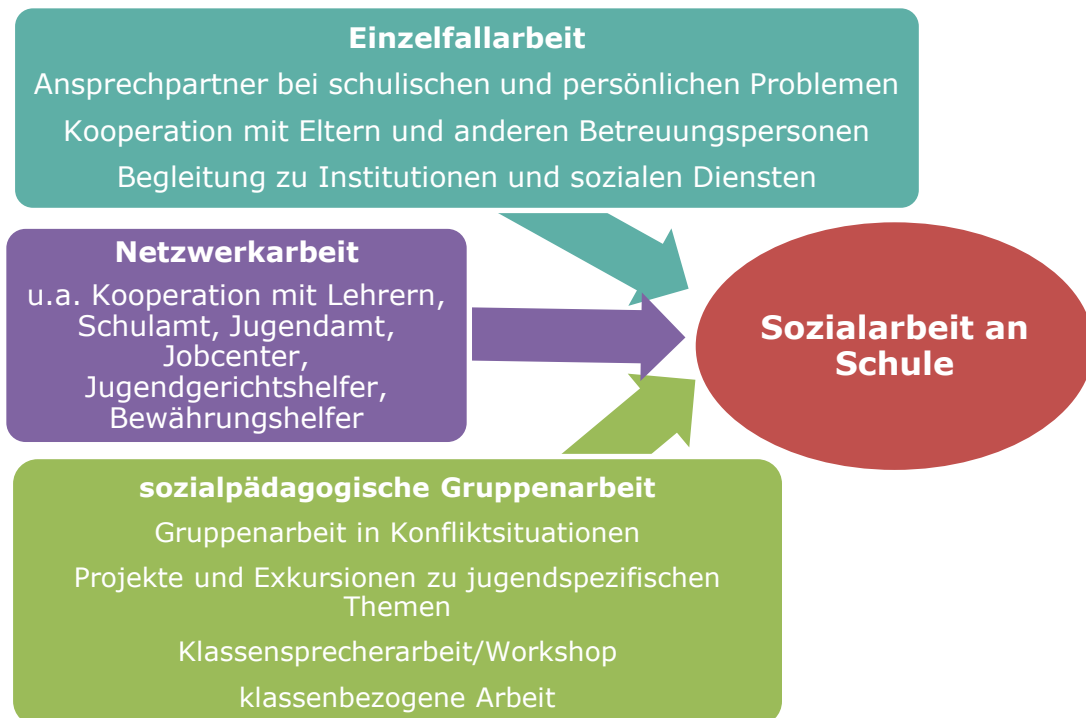 Einzelfallarbeit
Ansprechpartner bei schulischen und persönlichen Problemen
Kooperation mit Eltern und anderen Betreuungspersonen
Begleitung zu Institutionen und sozialen Diensten
Netzwerkarbeit
u.a. Kooperation mit Lehrern,
Schulamt, Jugendamt,
Jobcenter,
Jugendgerichtshelfer,
Bewährungshelfer
Sozialarbeit an
Schule
sozialpädagogische Gruppenarbeit
Gruppenarbeit in Konfliktsituationen
Projekte und Exkursionen zu jugendspezifischen
Themen
Klassensprecherarbeit/Workshop
klassenbezogene Arbeit